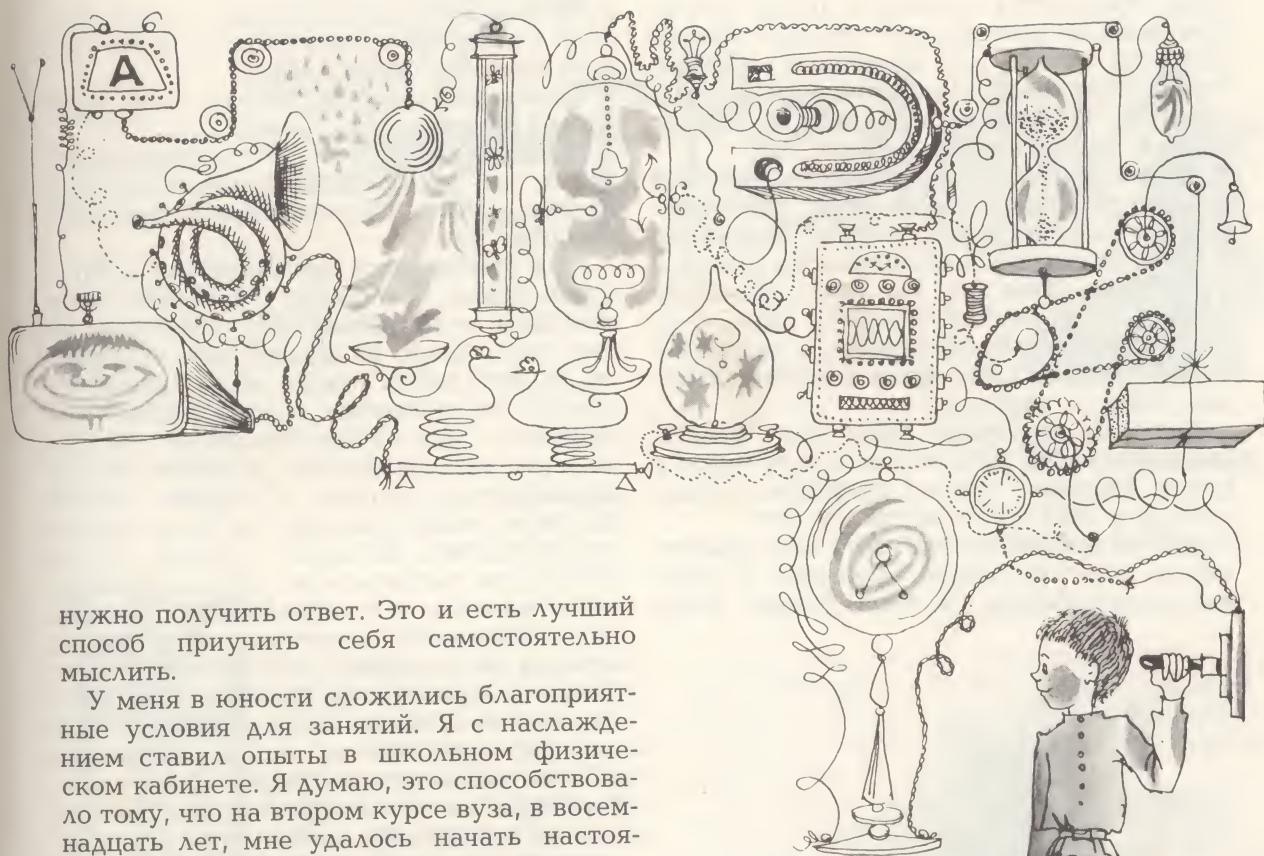 А
нужно получить ответ. Это и есть лучший
способ приучить себя самостоятельно
мыслить.
У меня в юности сложились благоприят-
ные условия для занятий. Я с наслажде-
нием ставил опыты в школьном физиче-
ском кабинете. Я думаю, это способствова-
ло тому, что на втором курсе вуза, в восем-
надцать лет, мне удалось начать настоя-